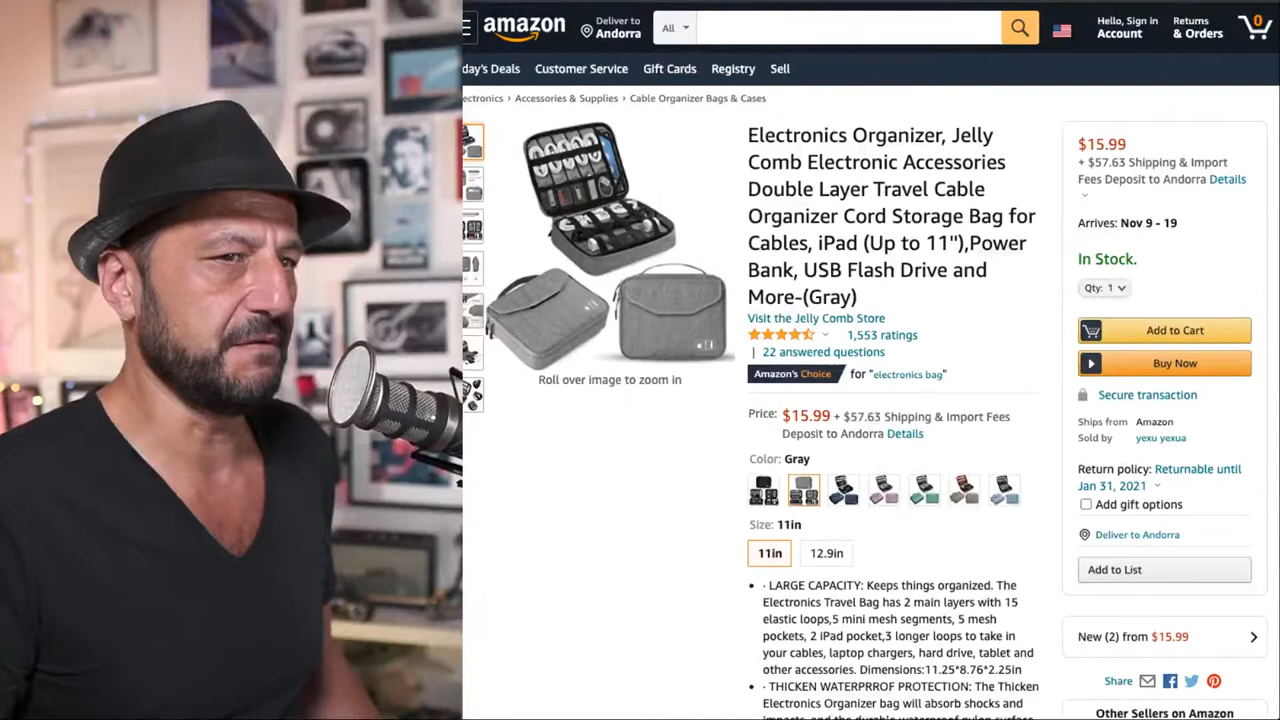 amazon
Deliver to
Andorra
All
Hello, Sign in
Account
Returns
& Orders
0
day's Deals
Customer Service
Gift Cards
Registry
Sell
ectronics › Accessories & Supplies › Cable Organizer Bags & Cases
Roll over image to zoom in
Electronics Organizer, Jelly
Comb Electronic Accessories
Double Layer Travel Cable
Organizer Cord Storage Bag for
Cables, iPad (Up to 11"),Power
Bank, USB Flash Drive and
More-(Gray)
Visit the Jelly Comb Store
1,553 ratings
| 22 answered questions
Amazon's Choice for "electronics bag"
Price: $15.99 + $57.63 Shipping & Import Fees
Deposit to Andorra Details
Color: Gray
Size: 11in
11in
12.9in
• · LARGE CAPACITY: Keeps things organized. The
Electronics Travel Bag has 2 main layers with 15
elastic loops,5 mini mesh segments, 5 mesh
pockets, 2 iPad pocket,3 longer loops to take in
your cables, laptop chargers, hard drive, tablet and
other accessories. Dimensions:11.25*8.76*2.25in
• · THICKEN WATERPRROF PROTECTION: The Thicken
Electronics Organizer bag will absorb shocks and
impacts, and the durable waterproof nylon surface
$15.99
+ $57.63 Shipping & Import
Fees Deposit to Andorra Details
Arrives: Nov 9 - 19
In Stock.
Qty: 1
Add to Cart
Buy Now
Secure transaction
Ships from Amazon
Sold by yexu yexua
Return policy: Returnable until
Jan 31, 2021
Add gift options
Deliver to Andorra
Add to List
New (2) from $15.99
Share
Other Sellers on Amazon